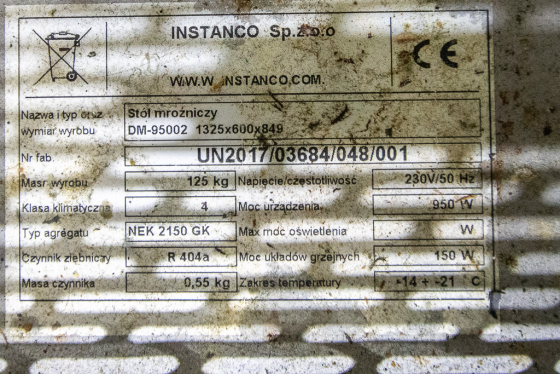 INSTANCO Sp.z.o.o
CE
WWW.INSTANCO.COM.
Nazwa i typ oraz wymiar wyrobu
Stół mroźniczy
DM-95002 1325x600x849
Nr fab.
UN2017/03684/048/001
Masa wyrobu 125 kg Napięcie/częstotliwość 230V/50 Hz
Klasa klimatyczna 4 Moc urządzenia 950 W
Typ agregatu NEK 2150 GK Max moc oświetlenia W
Czynnik ziębniczy R 404a Moc układów grzejnych 150 W
Masa czynnika 0,55 kg Zakres temperatury -14 ÷ -21 C